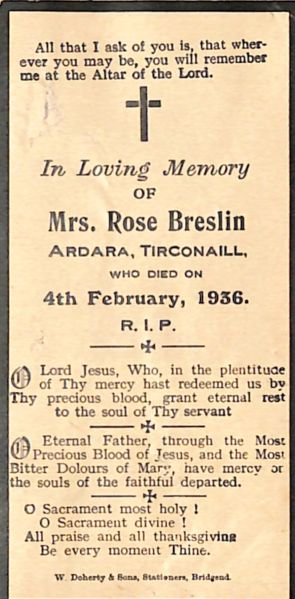 All that I ask of you is, that wher-
ever you may be, you will remember
me at the Altar of the Lord.
In Loving Memory
OF
Mrs. Rose Breslin
ARDARA, TIRCONAILL,
WHO DIED ON
4th February, 1936.
R. I. P.
O Lord Jesus, Who, in the plentitude
of Thy mercy hast redeemed us by
Thy precious blood, grant eternal rest
to the soul of Thy servant
O Eternal Father, through the Most
Precious Blood of Jesus, and the Most
Bitter Dolours of Mary, have mercy or
the souls of the faithful departed.
O Sacrament most holy !
O Sacrament divine !
All praise and all thanksgiving
Be every moment Thine.
W. Doherty & Sons, Stationers, Bridgend.